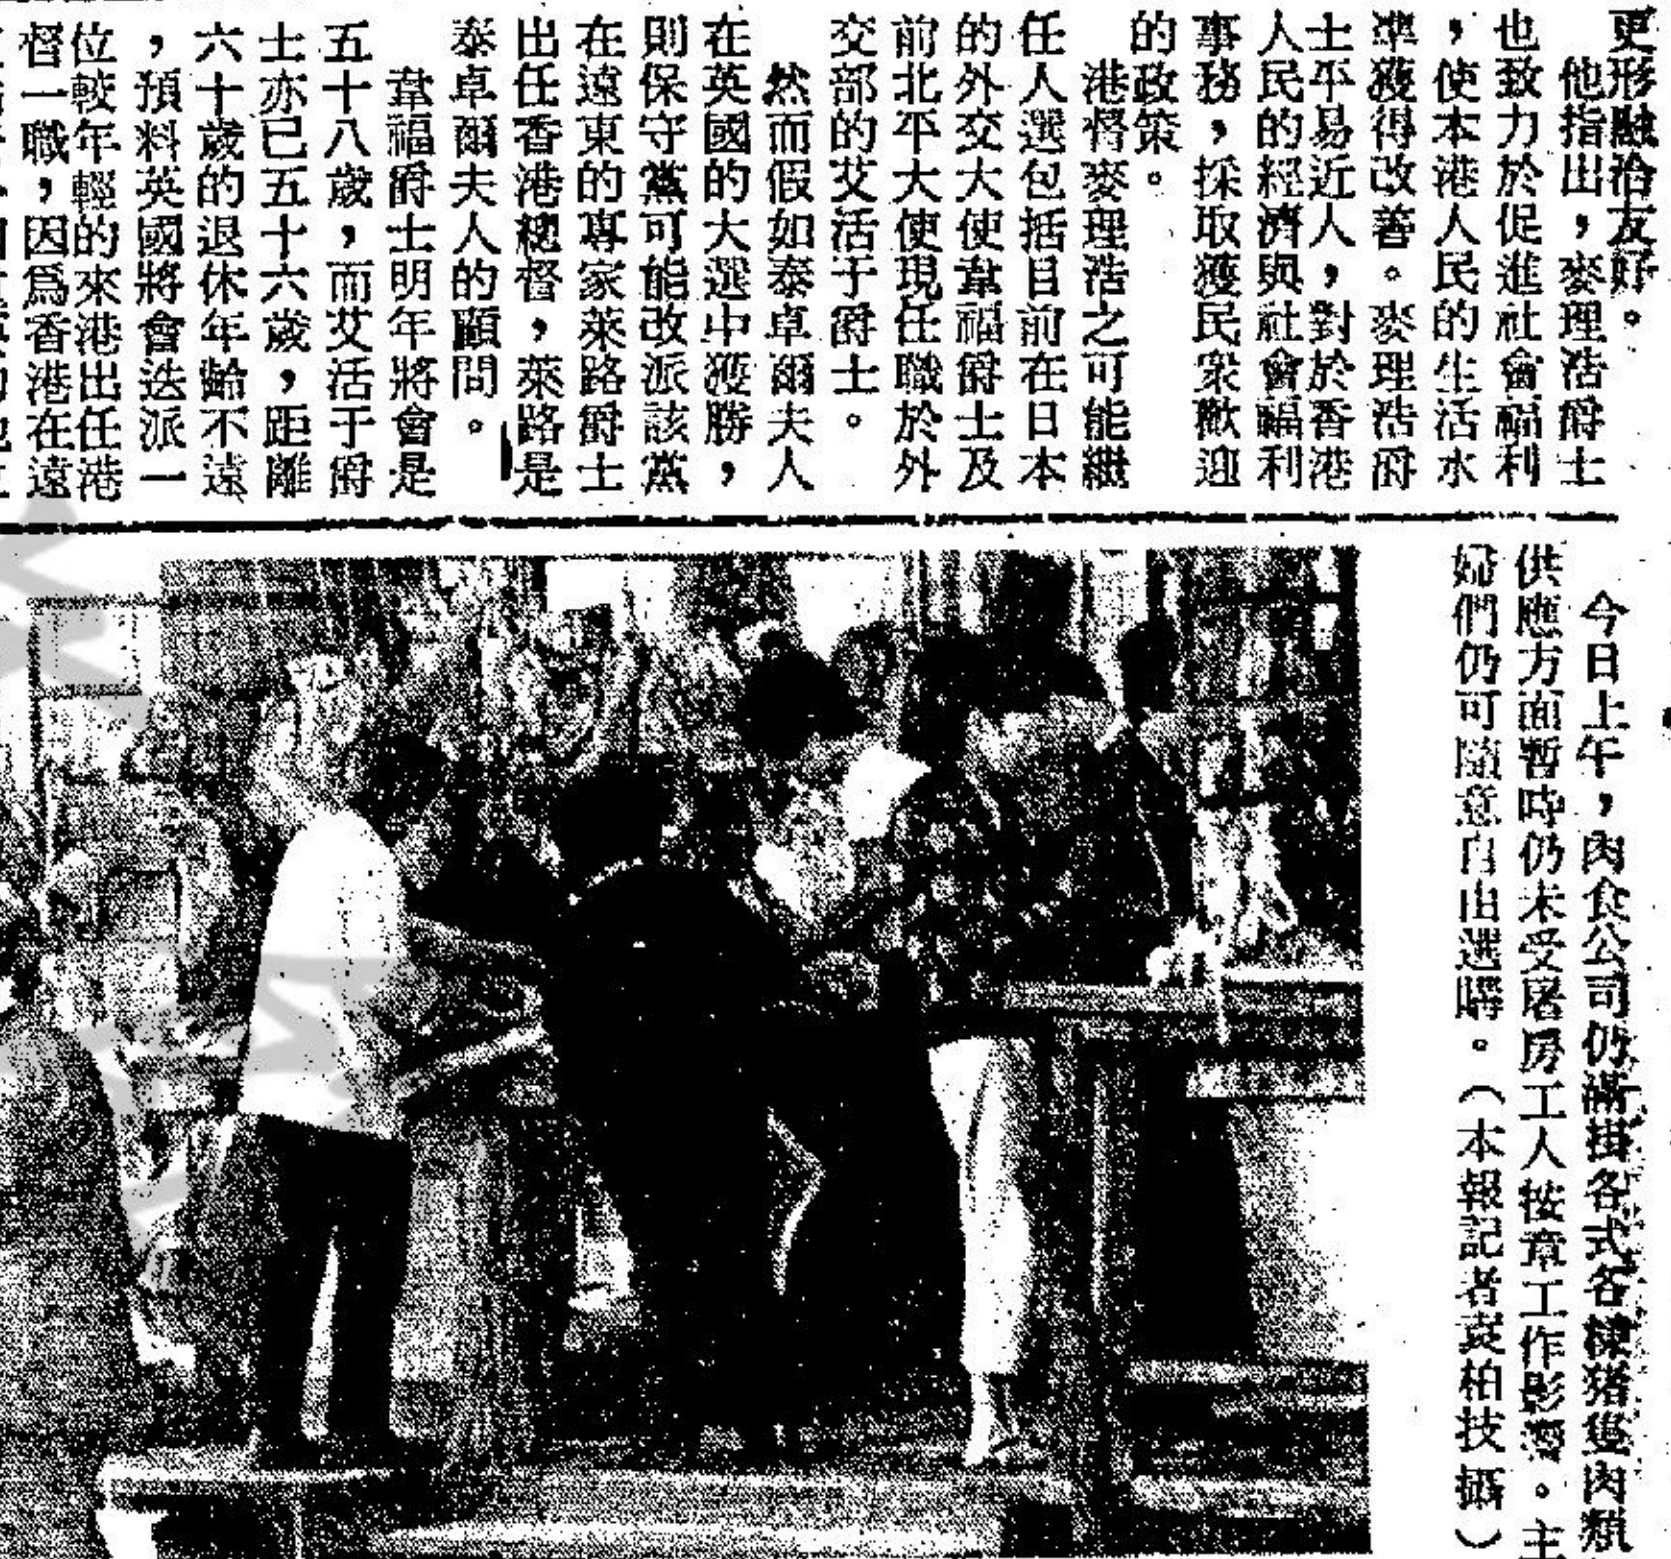 更形融洽友好。
他指出，麥理浩爵士
也致力於促進社會福利
，使本港人民的生活水
準獲得改善。麥理浩爵
士平易近人，對於香港
人民的經濟與社會福利
事務，採取獲民衆歡迎
的政策。
港督麥理浩之可能繼
任人選包括目前在日本
的外交大使韋福爵士及
前北平大使現任職於外
交部的艾活于爵士。
然而假如泰卓爾夫人
在英國的大選中獲勝，
則保守黨可能改派該黨
在遠東的專家萊路爵士
出任香港總督，萊路是
泰卓爾夫人的顧問。
韋福爵士明年將會是
五十八歲，而艾活于爵
士亦已五十六歲，距離
六十歲的退休年齡不遠
，預料英國將會迭派一
位較年輕的來港出任港
督一職，因爲香港在遠
今日上午，肉食公司仍滿掛各式各樣猪隻肉類
供應方面暫時仍未受屠房工人按章工作影響。主
婦們仍可隨意自由選購。（本報記者袁柏技攝）